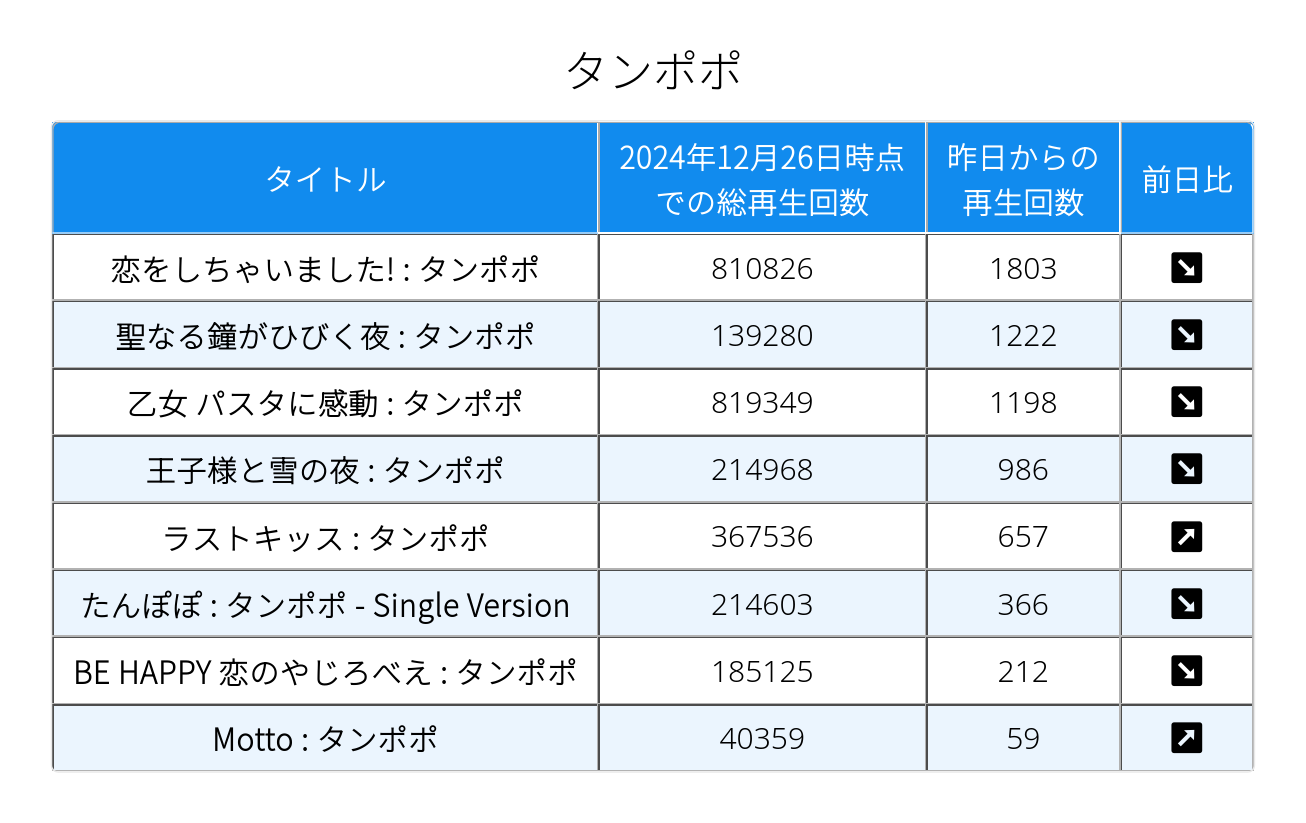 タンポポ
タイトル 2024年12月26日時点での総再生回数 昨日からの再生回数 前日比
恋をしちゃいました! : タンポポ 810826 1803 ↘
聖なる鐘がひびく夜 : タンポポ 139280 1222 ↘
乙女 パスタに感動 : タンポポ 819349 1198 ↘
王子様と雪の夜 : タンポポ 214968 986 ↘
ラストキッス : タンポポ 367536 657 ↗
たんぽぽ : タンポポ - Single Version 214603 366 ↘
BE HAPPY 恋のやじろべえ : タンポポ 185125 212 ↘
Motto : タンポポ 40359 59 ↗